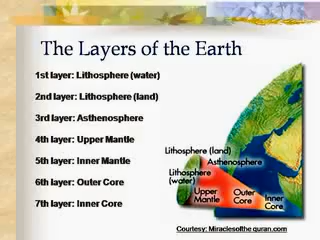 The Layers of the Earth
1st layer: Lithosphere (water)
2nd layer: Lithosphere (land)
3rd layer: Asthenosphere
4th layer: Upper Mantle
5th layer: Inner Mantle
6th layer: Outer Core
7th layer: Inner Core
Lithosphere (land)
Asthenosphere
Lithosphere
(water)
Upper
Mantle
Outer
Core
Inner
Core
Courtesy: Miraclesofthe quran.com